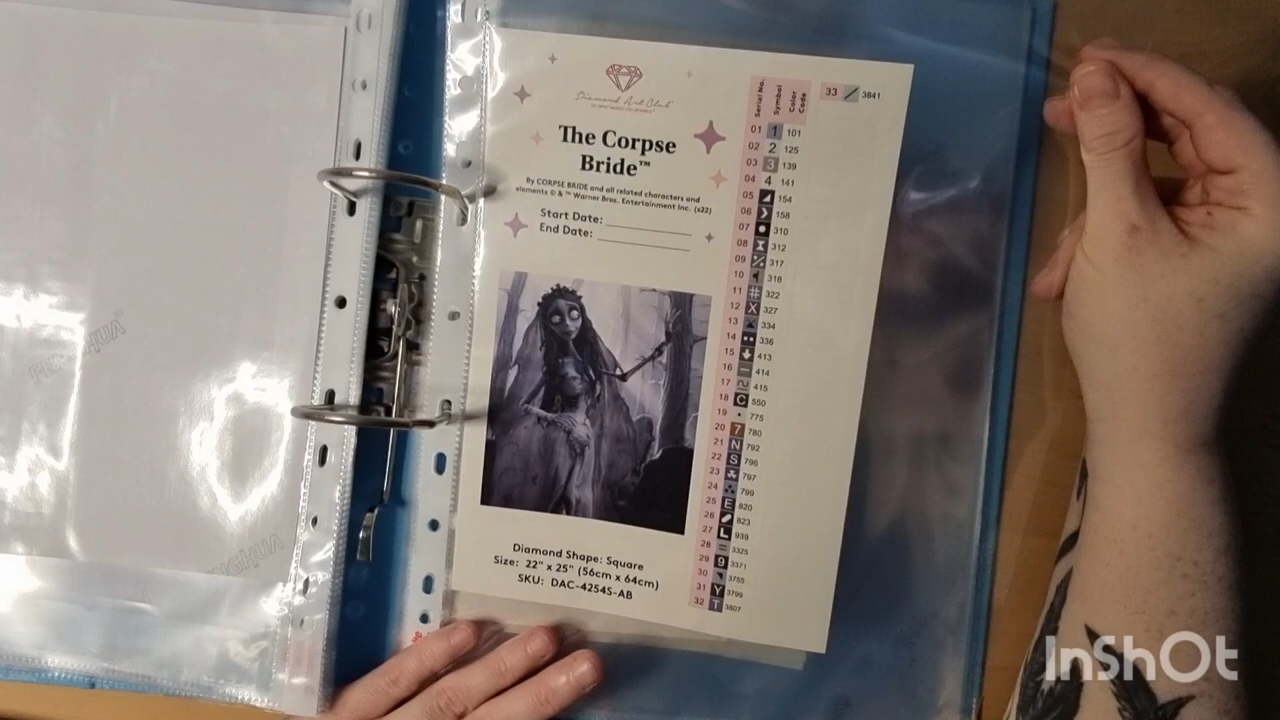 Diamond Art Club
The Corpse
Bride™
By CORPSE BRIDE and all related characters and
elements © & ™ Warner Bros. Entertainment Inc. (s22)
Start Date:
End Date:
Diamond Shape: Square
Size: 22" x 25" (56cm x 64cm)
SKU: DAC-4254S-AB
Serial No. Symbol Color Code
01 1 101
02 2 125
03 3 139
04 4 141
05 154
06 158
07 310
08 312
09 317
10 318
11 # 322
12 X 327
13 334
14 336
15 413
16 414
17 415
18 C 550
19 775
20 7 780
21 N 792
22 S 796
23 797
24 799
25 E 820
26 823
27 L 939
28 = 3325
29 9 3371
30 3755
31 Y 3799
32 T 3807
33 / 3841
InShOt